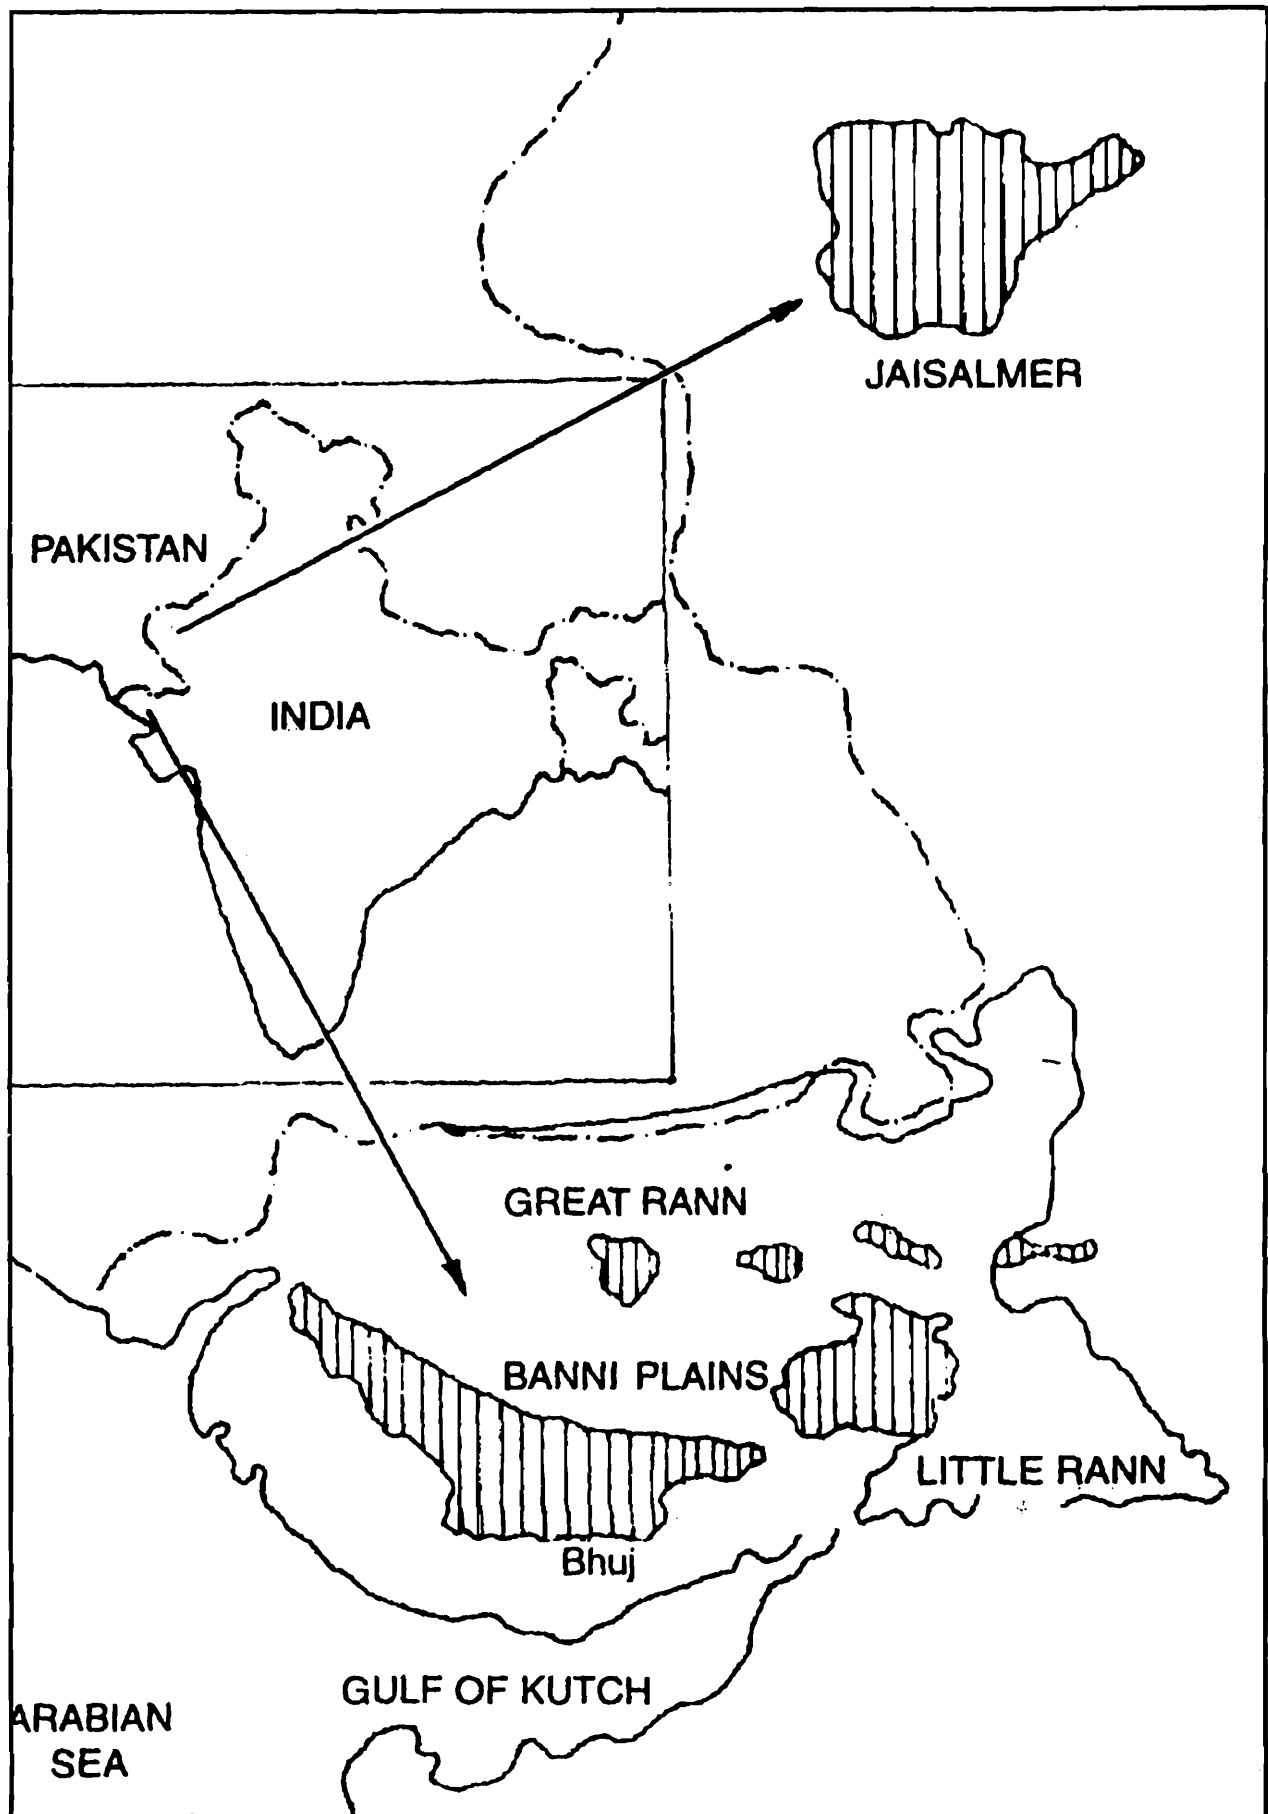 JAISALMER
PAKISTAN
INDIA
GREAT RANN
BANNI PLAINS
LITTLE RANN
Bhuj
GULF OF KUTCH
ARABIAN
SEA